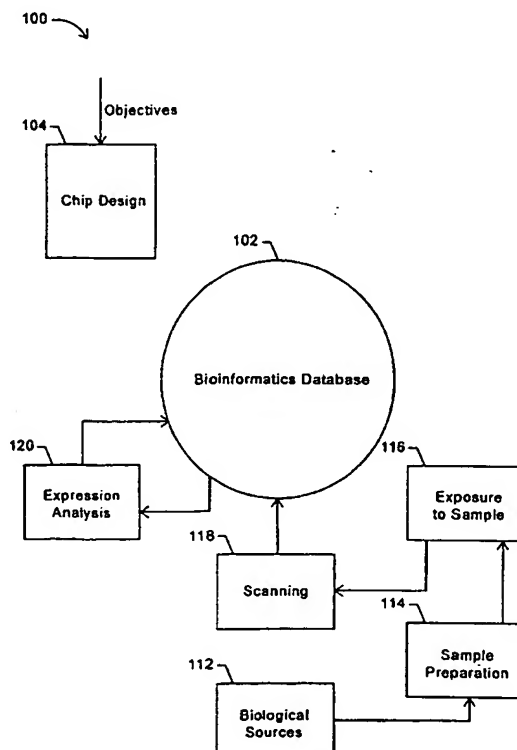 100
Objectives
104
Chip Design
102
Bioinformatics Database
120
Expression
Analysis
116
Exposure
to Sample
118
Scanning
114
Sample
Preparation
112
Biological
Sources